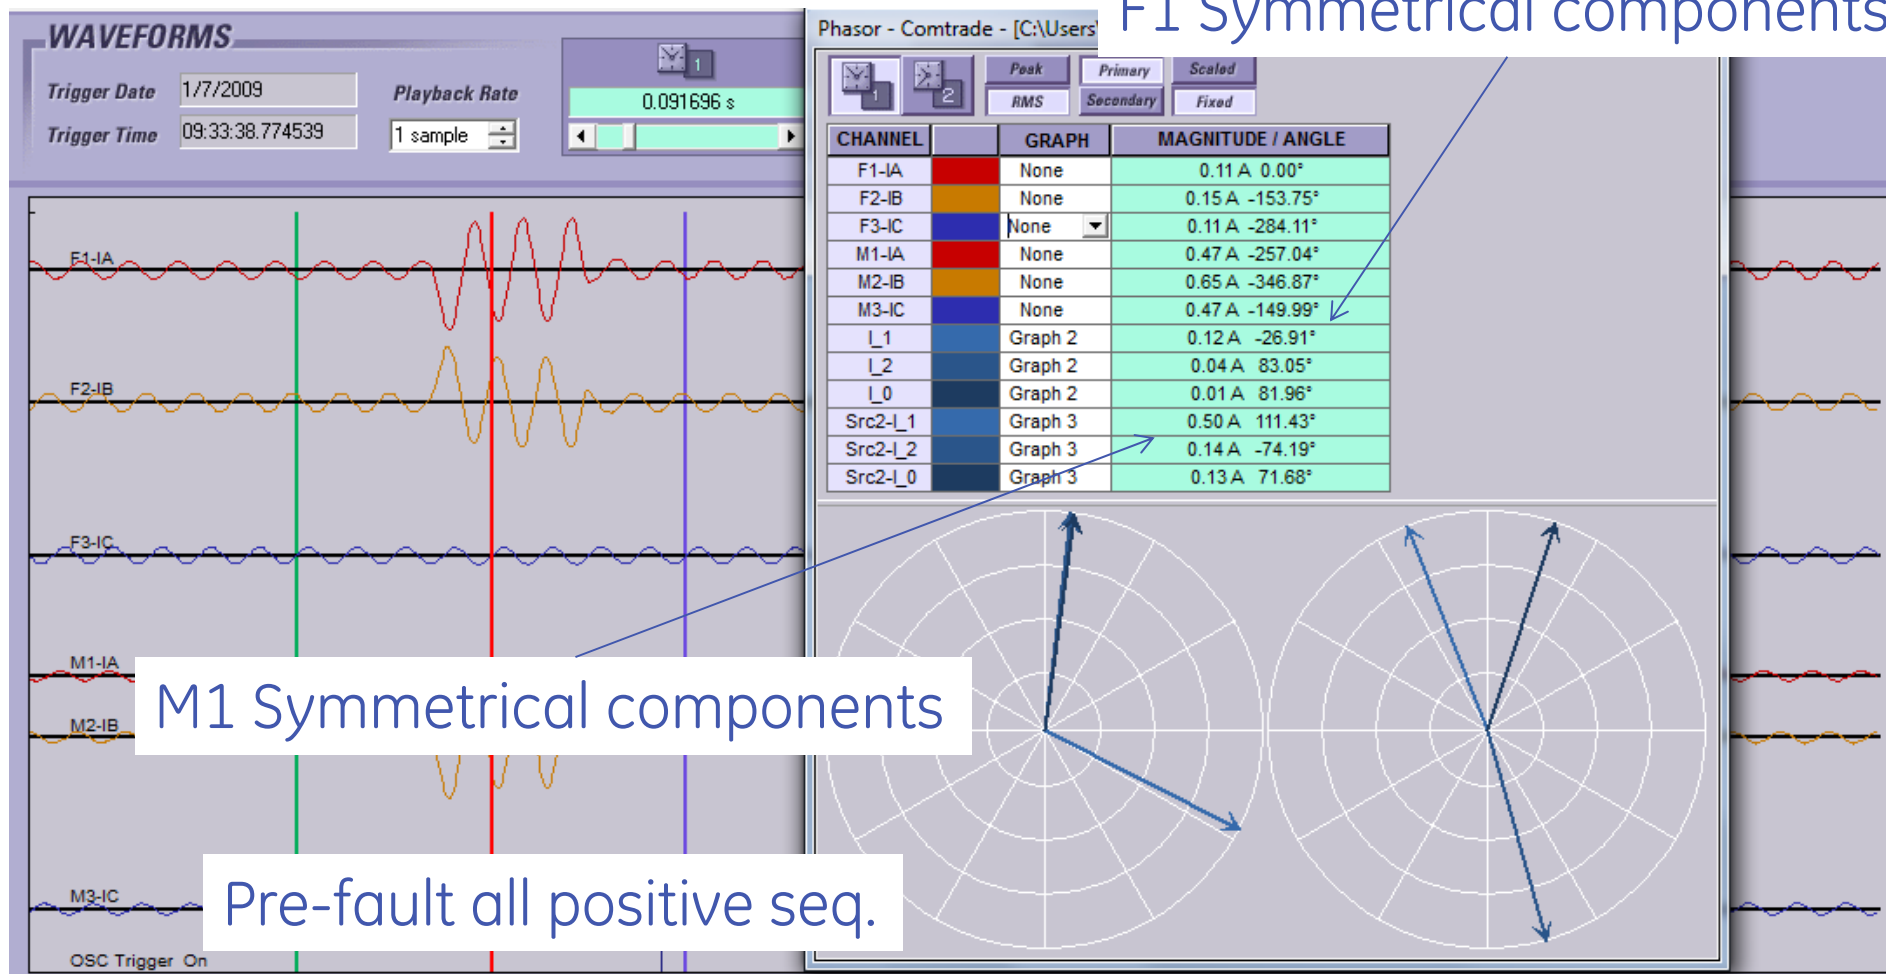 F1 Symmetrical components
WAVEFORMS
Trigger Date 1/7/2009
Trigger Time 09:33:38.774539
Playback Rate
1 sample
1
0.091696 s
Phasor - Comtrade - [C:\Users\
1 2
Peak Primary Scaled
RMS Secondary Fixed
CHANNEL GRAPH MAGNITUDE / ANGLE
F1-IA None 0.11 A 0.00°
F2-IB None 0.15 A -153.75°
F3-IC None 0.11 A -284.11°
M1-IA None 0.47 A -257.04°
M2-IB None 0.65 A -346.87°
M3-IC None 0.47 A -149.99°
I_1 Graph 2 0.12 A -26.91°
I_2 Graph 2 0.04 A 83.05°
I_0 Graph 2 0.01 A 81.96°
Src2-I_1 Graph 3 0.50 A 111.43°
Src2-I_2 Graph 3 0.14 A -74.19°
Src2-I_0 Graph 3 0.13 A 71.68°
F1-IA
F2-IB
F3-IC
M1-IA
M1 Symmetrical components
M2-IB
M3-IC
Pre-fault all positive seq.
OSC Trigger On